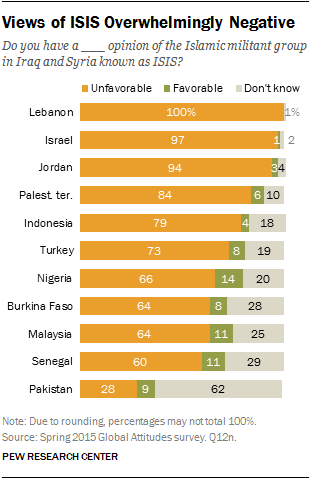 Views of ISIS Overwhelmingly Negative
Do you have a ___ opinion of the Islamic militant group
in Iraq and Syria known as ISIS?
Unfavorable Favorable Don't know
Lebanon 100% 1%
Israel 97 1 2
Jordan 94 3 4
Palest. ter. 84 6 10
Indonesia 79 4 18
Turkey 73 8 19
Nigeria 66 14 20
Burkina Faso 64 8 28
Malaysia 64 11 25
Senegal 60 11 29
Pakistan 28 9 62
Note: Due to rounding, percentages may not total 100%.
Source: Spring 2015 Global Attitudes survey. Q12n.
PEW RESEARCH CENTER